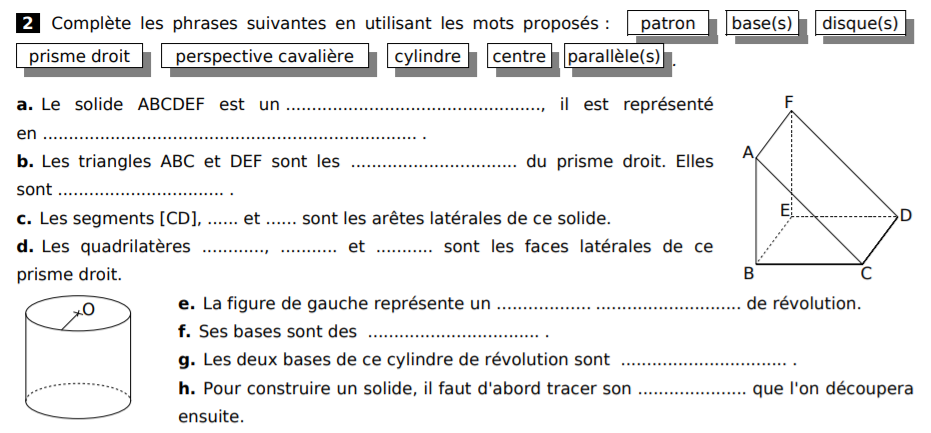 2 Complète les phrases suivantes en utilisant les mots proposés : patron base(s) disque(s)
prisme droit perspective cavalière cylindre centre parallèle(s) .
a. Le solide ABCDEF est un ................................................., il est représenté
en ........................................................................ .
b. Les triangles ABC et DEF sont les ................................ du prisme droit. Elles
sont ................................ .
c. Les segments [CD], ...... et ...... sont les arêtes latérales de ce solide.
d. Les quadrilatères ............, ........... et ........... sont les faces latérales de ce
prisme droit.
F
A
E
D
B
C
O
e. La figure de gauche représente un .................. ............................ de révolution.
f. Ses bases sont des ................................. .
g. Les deux bases de ce cylindre de révolution sont ................................ .
h. Pour construire un solide, il faut d'abord tracer son ..................... que l'on découpera
ensuite.